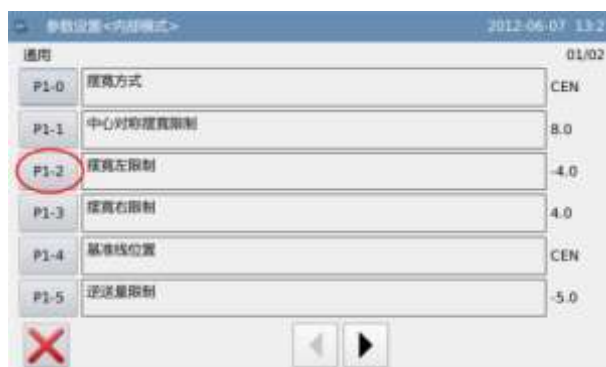 参数设置<内部模式>
2012-06-07 13:2
通用
01/02
P1-0 摆宽方式 CEN
P1-1 中心对称摆宽限制 8.0
P1-2 摆宽左限制 -4.0
P1-3 摆宽右限制 4.0
P1-4 基准线位置 CEN
P1-5 逆送量限制 -5.0